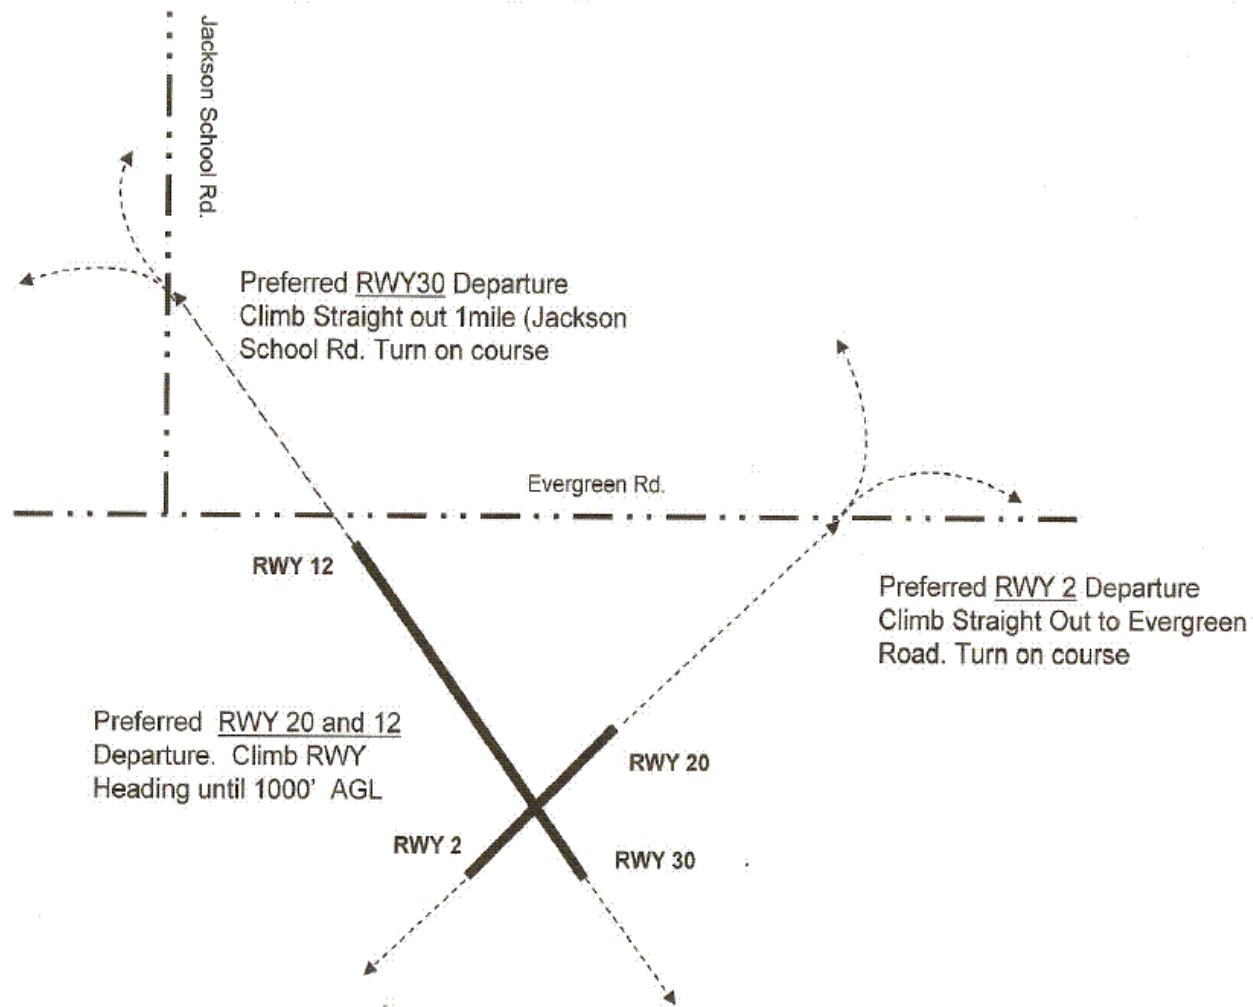 Jackson School Rd.
Preferred RWY30 Departure
Climb Straight out 1mile (Jackson
School Rd. Turn on course
Evergreen Rd.
RWY 12
Preferred RWY 2 Departure
Climb Straight Out to Evergreen
Road. Turn on course
Preferred RWY 20 and 12
Departure. Climb RWY
Heading until 1000' AGL
RWY 20
RWY 2
RWY 30